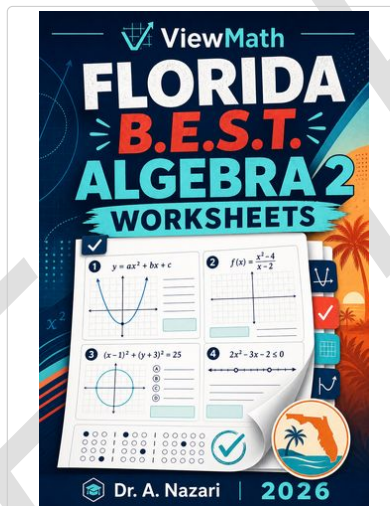 ViewMath
FLORIDA
B.E.S.T.
ALGEBRA 2
WORKSHEETS
1 y = ax² + bx + c
2 f(x) = x² - 4 / x - 2
3 (x - 1)² + (y + 3)² = 25
A
B
C
D
4 2x² - 3x - 2 ≤ 0
x²
Dr. A. Nazari | 2026